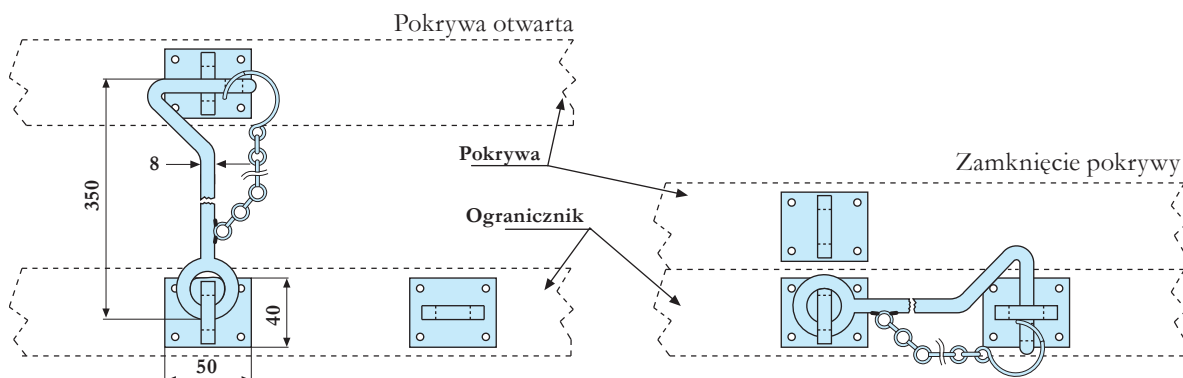 Pokrywa otwarta
Pokrywa
Zamknięcie pokrywy
8
350
Ogranicznik
40
50